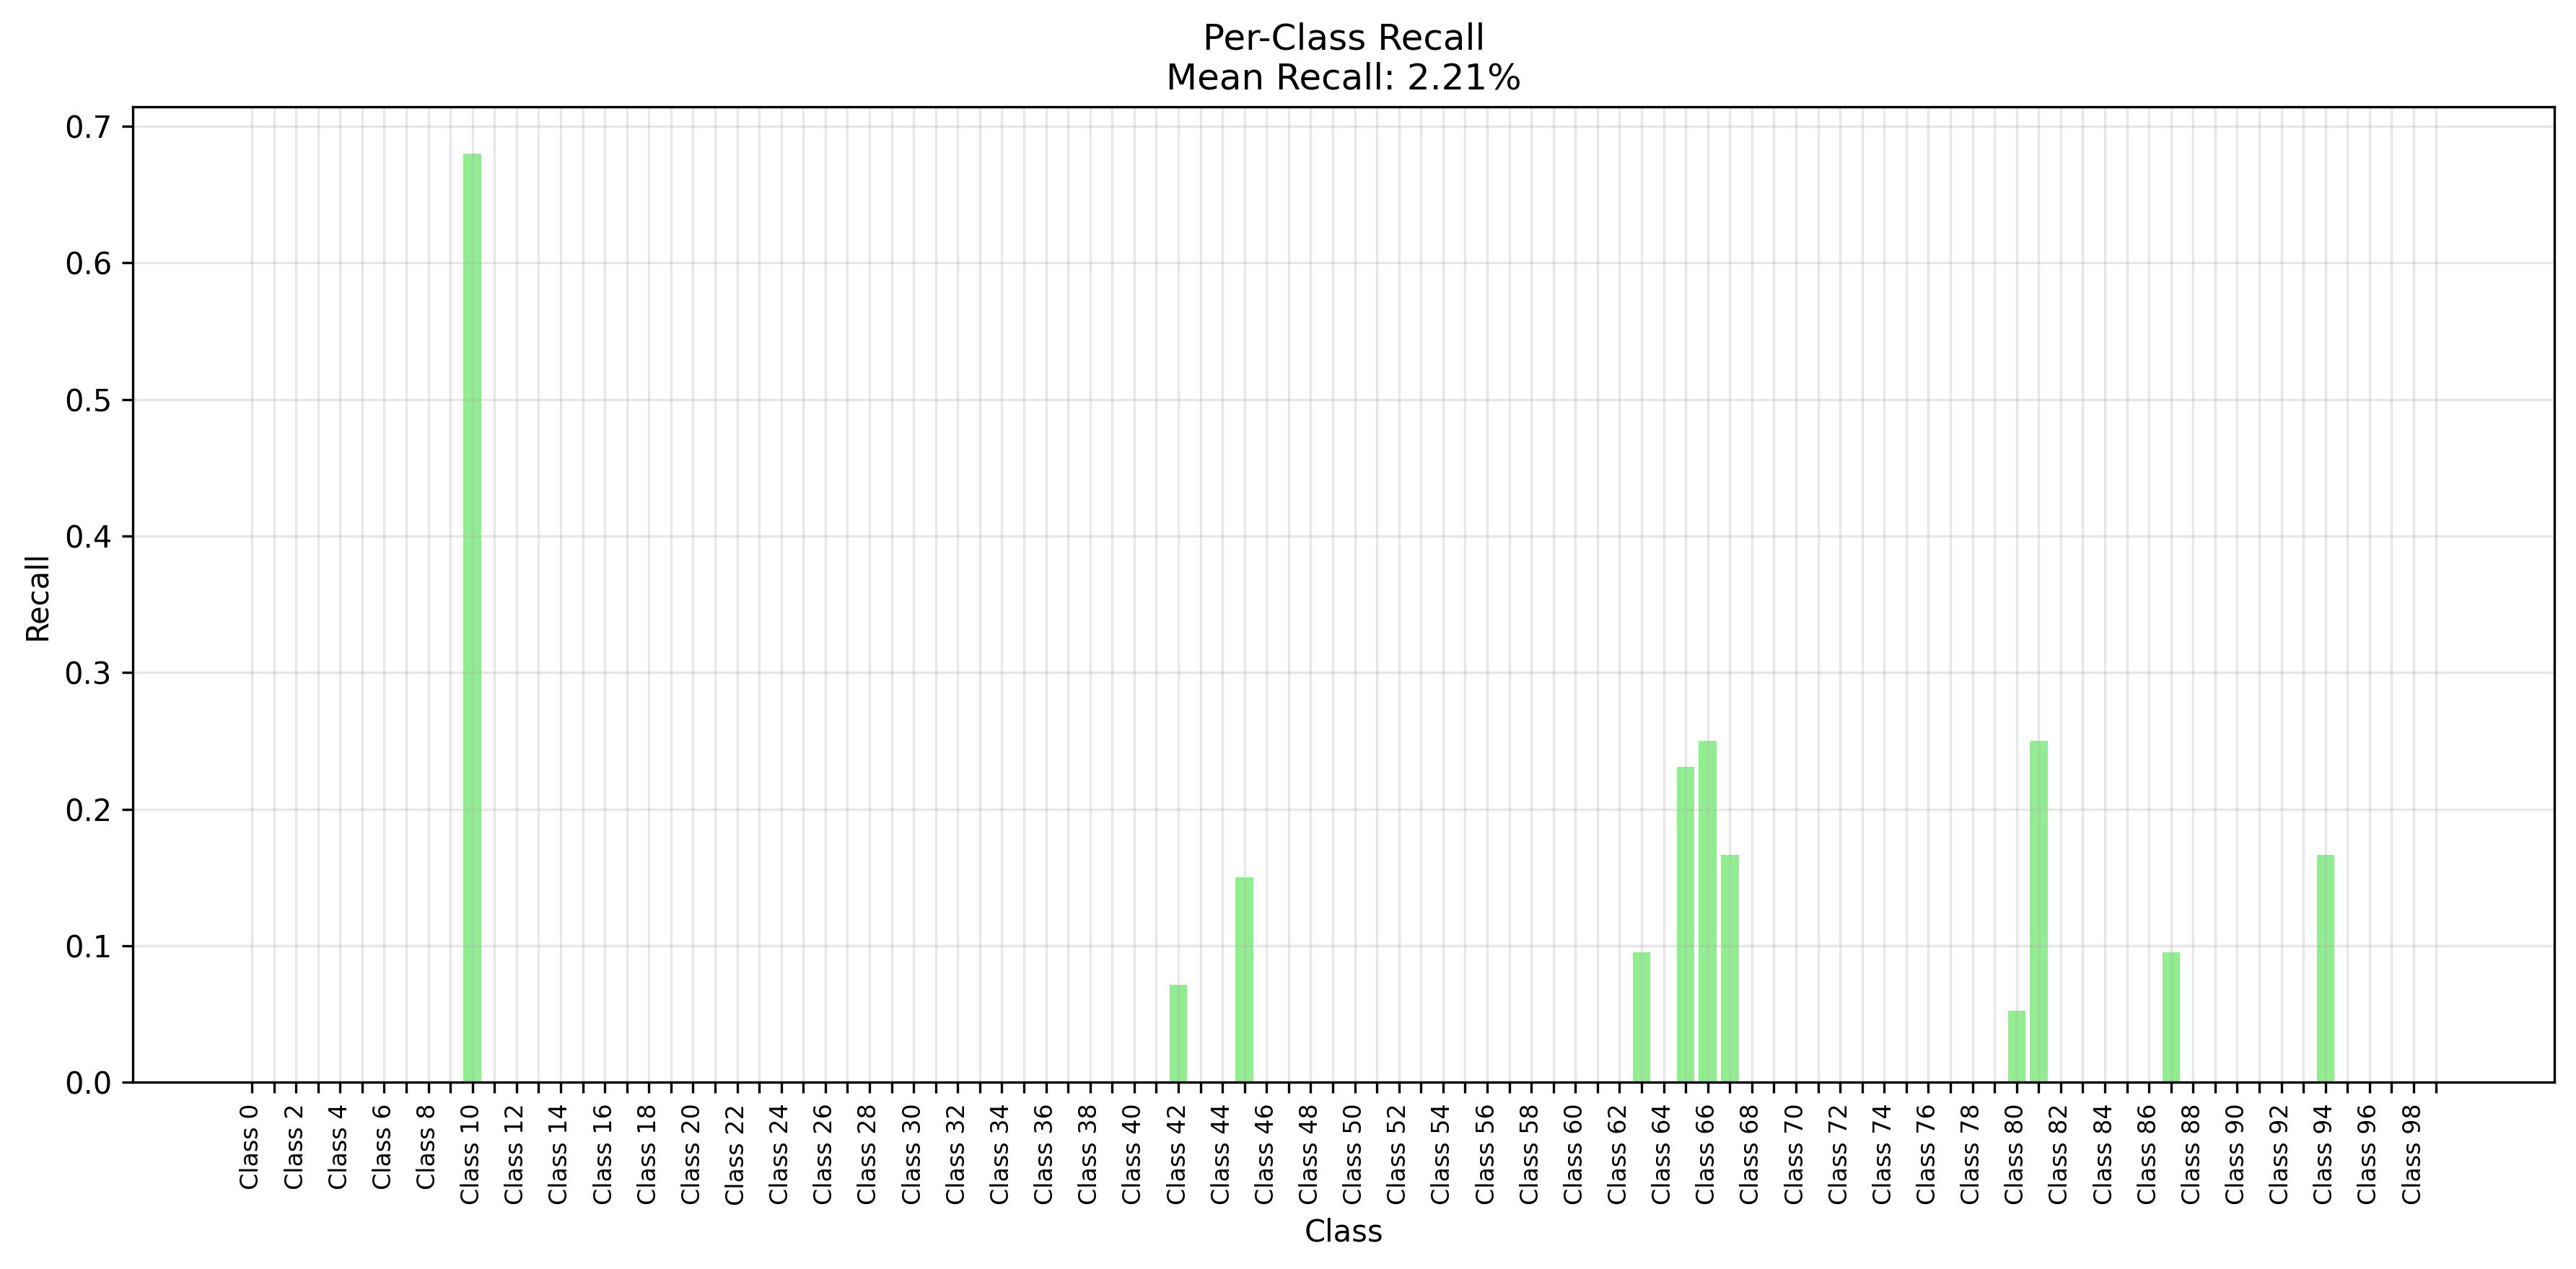 Per-Class Recall
Mean Recall: 2.21%
Recall
0.7
0.6
0.5
0.4
0.3
0.2
0.1
0.0
Class 0
Class 2
Class 4
Class 6
Class 8
Class 10
Class 12
Class 14
Class 16
Class 18
Class 20
Class 22
Class 24
Class 26
Class 28
Class 30
Class 32
Class 34
Class 36
Class 38
Class 40
Class 42
Class 44
Class 46
Class 48
Class 50
Class 52
Class 54
Class 56
Class 58
Class 60
Class 62
Class 64
Class 66
Class 68
Class 70
Class 72
Class 74
Class 76
Class 78
Class 80
Class 82
Class 84
Class 86
Class 88
Class 90
Class 92
Class 94
Class 96
Class 98
Class